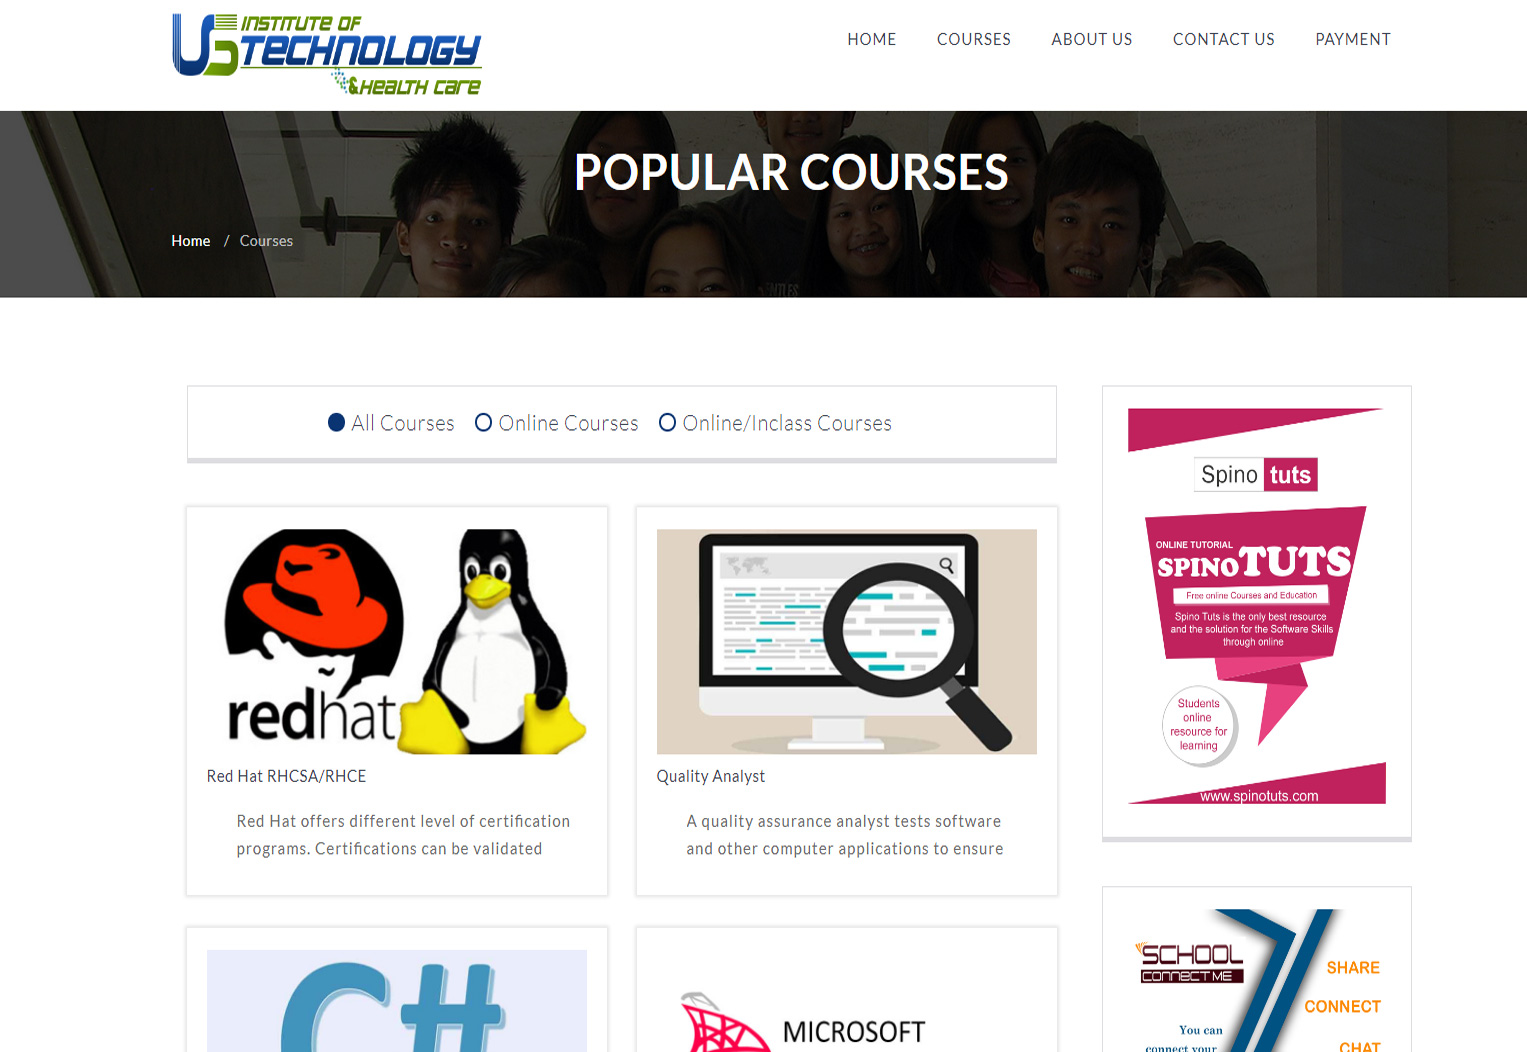 US INSTITUTE OF
TECHNOLOGY
& HEALTH CARE
HOME COURSES ABOUT US CONTACT US PAYMENT
POPULAR COURSES
Home / Courses
All Courses Online Courses Online/Inclass Courses
redhat
Red Hat RHCSA/RHCE
Red Hat offers different level of certification
programs. Certifications can be validated
Quality Analyst
A quality assurance analyst tests software
and other computer applications to ensure
C#
MICROSOFT
Spino tuts
ONLINE TUTORIAL
SPINOTUTS
Free online Courses and Education
Spino Tuts is the only best resource
and the solution for the Software Skills
through online
Students
online
resource for
learning
www.spinotuts.com
SCHOOL
CONNECT ME
SHARE
CONNECT
You can
connect your
CHAT